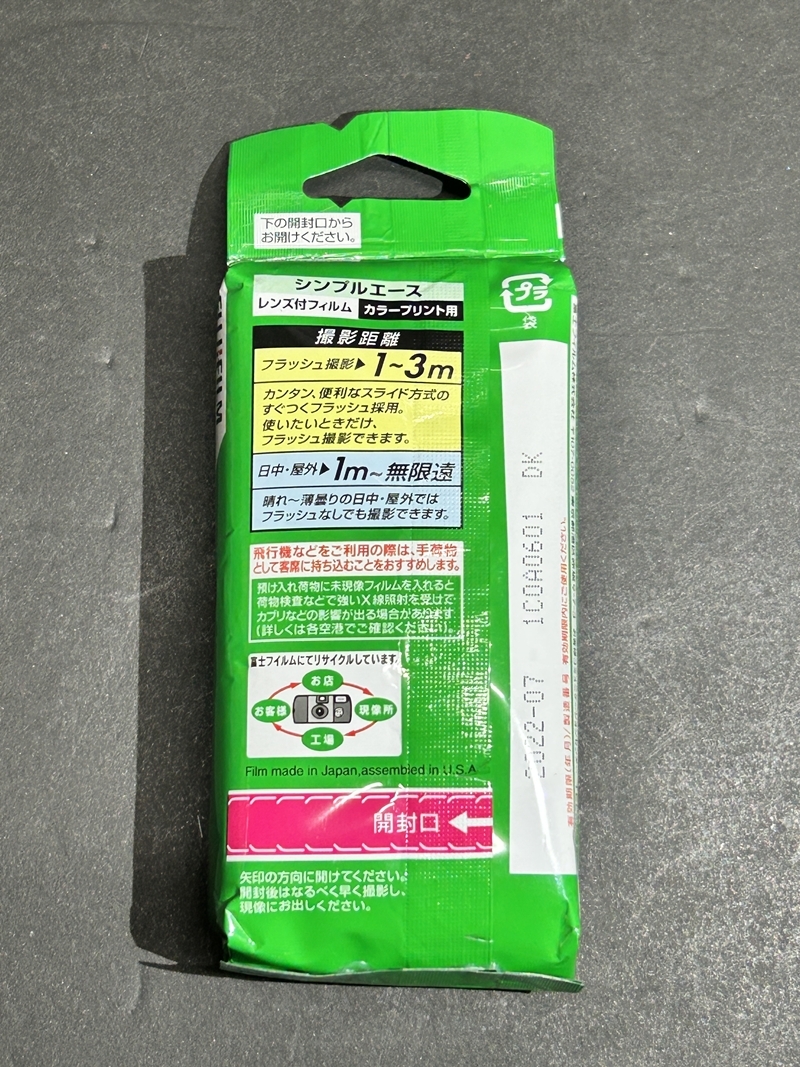 下の開封口から
お開けください。
シンプルエース
レンズ付フィルム カラープリント用
プラ
袋
FUJIFILM
撮影距離
フラッシュ撮影▶1~3m
カンタン、便利なスライド方式の
すぐつくフラッシュ採用。
使いたいときだけ、
フラッシュ撮影できます。
日中・屋外▶1m~無限遠
晴れ~薄曇りの日中・屋外では
フラッシュなしでも撮影できます。
飛行機などをご利用の際は、手荷物
として客席に持ち込むことをおすすめします。
預け入れ荷物に未現像フィルムを入れると
荷物検査などで強いX線照射を受けて
カブリなどの影響が出る場合があります
(詳しくは各空港でご確認ください)。
富士フイルムにてリサイクルしています。
お店
お客様
現像所
工場
Film made in Japan,assembled in U.S.A.
開封口
矢印の方向に開けてください。
開封後はなるべく早く撮影し、
現像にお出しください。
2022-07
DK